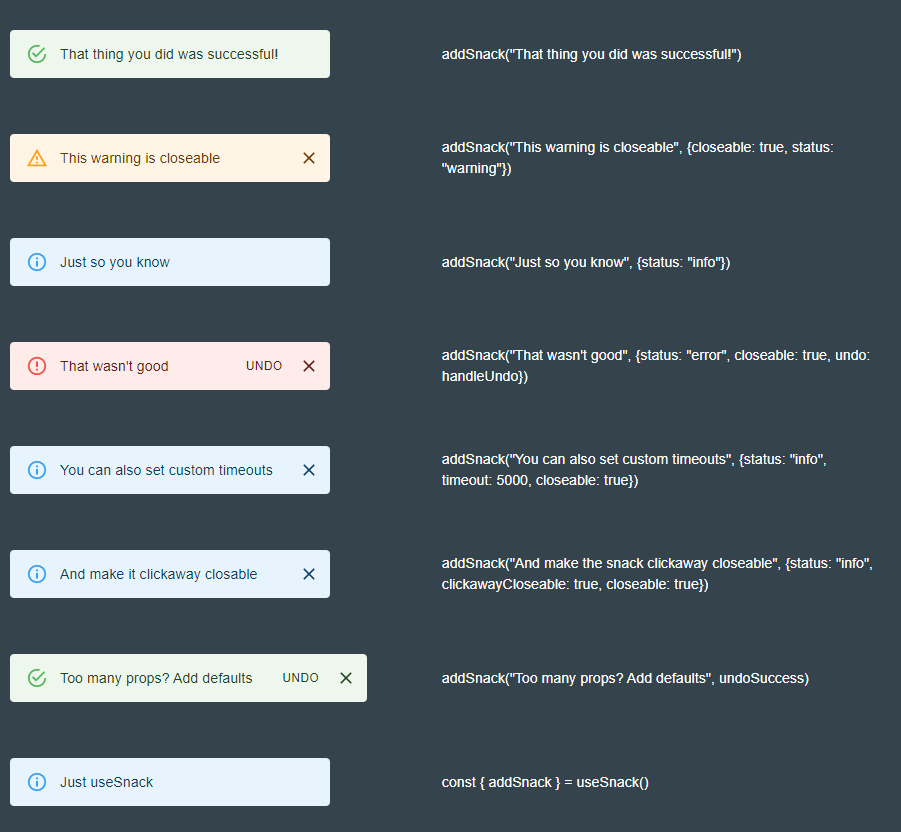 That thing you did was successful!
addSnack("That thing you did was successful!")
This warning is closeable
addSnack("This warning is closeable", {closeable: true, status:
"warning"})
Just so you know
addSnack("Just so you know", {status: "info"})
That wasn't good UNDO
addSnack("That wasn't good", {status: "error", closeable: true, undo:
handleUndo})
You can also set custom timeouts
addSnack("You can also set custom timeouts", {status: "info",
timeout: 5000, closeable: true})
And make it clickaway closable
addSnack("And make the snack clickaway closeable", {status: "info",
clickawayCloseable: true, closeable: true})
Too many props? Add defaults UNDO
addSnack("Too many props? Add defaults", undoSuccess)
Just useSnack
const { addSnack } = useSnack()